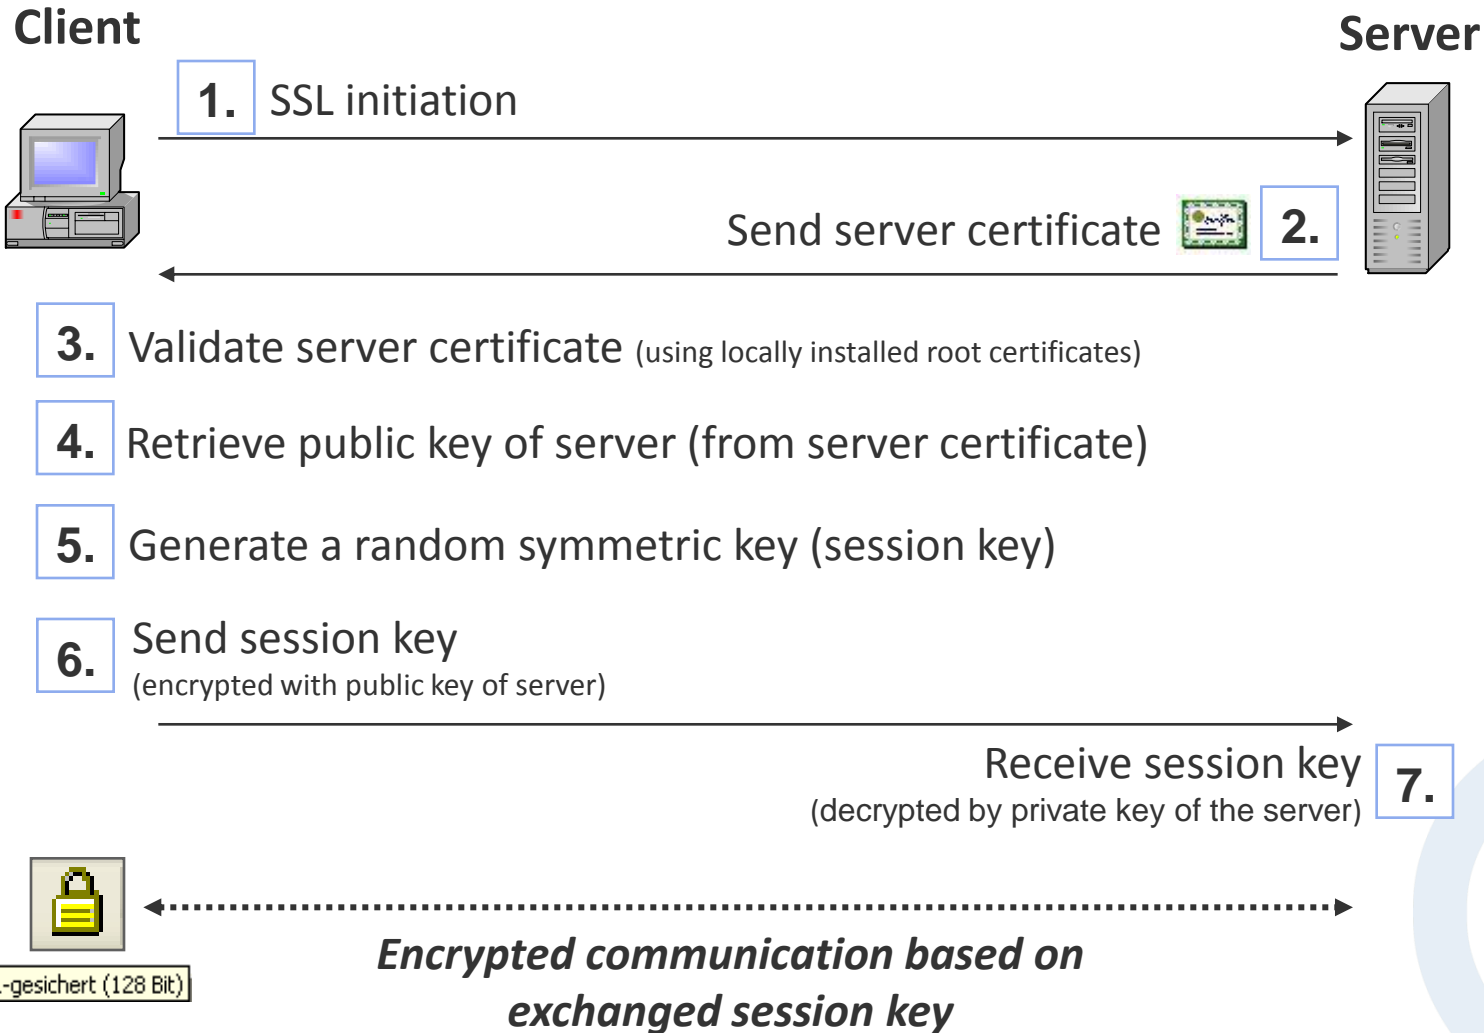 Client
Server
1. SSL initiation
Send server certificate 2.
3. Validate server certificate (using locally installed root certificates)
4. Retrieve public key of server (from server certificate)
5. Generate a random symmetric key (session key)
6. Send session key
(encrypted with public key of server)
Receive session key 7.
(decrypted by private key of the server)
-gesichert (128 Bit)
Encrypted communication based on
exchanged session key